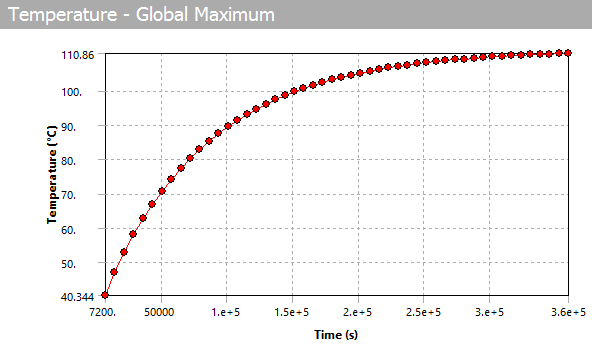 Temperature - Global Maximum
110.86
100.
90.
80.
70.
60.
50.
40.344
Temperature (°C)
7200. 50000 1.e+5 1.5e+5 2.e+5 2.5e+5 3.e+5 3.6e+5
Time (s)